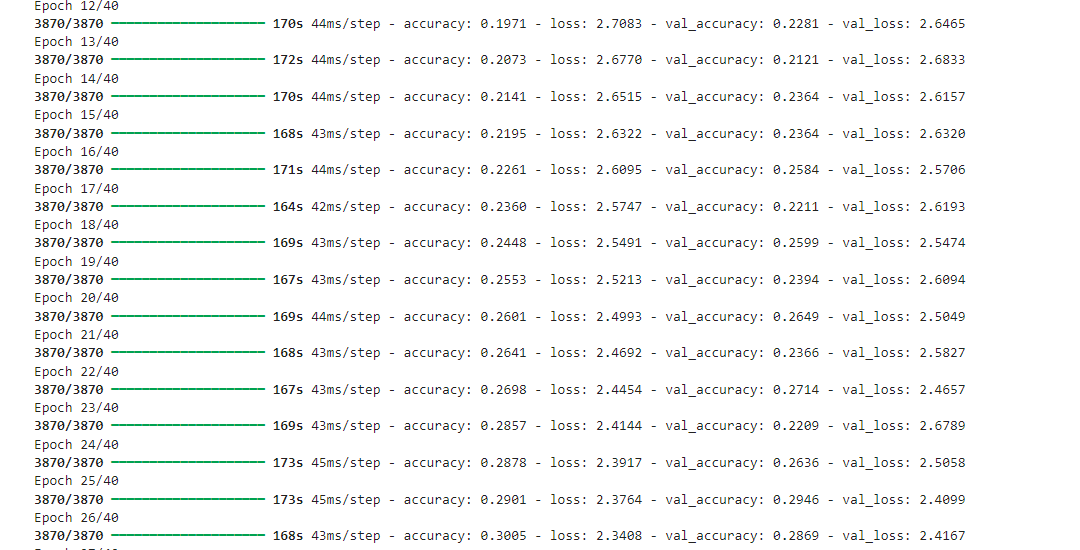 Epoch 12/40
3870/3870 ━━━━━━━━━━━━━━━━━━━━ 170s 44ms/step - accuracy: 0.1971 - loss: 2.7083 - val_accuracy: 0.2281 - val_loss: 2.6465
Epoch 13/40
3870/3870 ━━━━━━━━━━━━━━━━━━━━ 172s 44ms/step - accuracy: 0.2073 - loss: 2.6770 - val_accuracy: 0.2121 - val_loss: 2.6833
Epoch 14/40
3870/3870 ━━━━━━━━━━━━━━━━━━━━ 170s 44ms/step - accuracy: 0.2141 - loss: 2.6515 - val_accuracy: 0.2364 - val_loss: 2.6157
Epoch 15/40
3870/3870 ━━━━━━━━━━━━━━━━━━━━ 168s 43ms/step - accuracy: 0.2195 - loss: 2.6322 - val_accuracy: 0.2364 - val_loss: 2.6320
Epoch 16/40
3870/3870 ━━━━━━━━━━━━━━━━━━━━ 171s 44ms/step - accuracy: 0.2261 - loss: 2.6095 - val_accuracy: 0.2584 - val_loss: 2.5706
Epoch 17/40
3870/3870 ━━━━━━━━━━━━━━━━━━━━ 164s 42ms/step - accuracy: 0.2360 - loss: 2.5747 - val_accuracy: 0.2211 - val_loss: 2.6193
Epoch 18/40
3870/3870 ━━━━━━━━━━━━━━━━━━━━ 169s 43ms/step - accuracy: 0.2448 - loss: 2.5491 - val_accuracy: 0.2599 - val_loss: 2.5474
Epoch 19/40
3870/3870 ━━━━━━━━━━━━━━━━━━━━ 167s 43ms/step - accuracy: 0.2553 - loss: 2.5213 - val_accuracy: 0.2394 - val_loss: 2.6094
Epoch 20/40
3870/3870 ━━━━━━━━━━━━━━━━━━━━ 169s 44ms/step - accuracy: 0.2601 - loss: 2.4993 - val_accuracy: 0.2649 - val_loss: 2.5049
Epoch 21/40
3870/3870 ━━━━━━━━━━━━━━━━━━━━ 168s 43ms/step - accuracy: 0.2641 - loss: 2.4692 - val_accuracy: 0.2366 - val_loss: 2.5827
Epoch 22/40
3870/3870 ━━━━━━━━━━━━━━━━━━━━ 167s 43ms/step - accuracy: 0.2698 - loss: 2.4454 - val_accuracy: 0.2714 - val_loss: 2.4657
Epoch 23/40
3870/3870 ━━━━━━━━━━━━━━━━━━━━ 169s 43ms/step - accuracy: 0.2857 - loss: 2.4144 - val_accuracy: 0.2209 - val_loss: 2.6789
Epoch 24/40
3870/3870 ━━━━━━━━━━━━━━━━━━━━ 173s 45ms/step - accuracy: 0.2878 - loss: 2.3917 - val_accuracy: 0.2636 - val_loss: 2.5058
Epoch 25/40
3870/3870 ━━━━━━━━━━━━━━━━━━━━ 173s 45ms/step - accuracy: 0.2901 - loss: 2.3764 - val_accuracy: 0.2946 - val_loss: 2.4099
Epoch 26/40
3870/3870 ━━━━━━━━━━━━━━━━━━━━ 168s 43ms/step - accuracy: 0.3005 - loss: 2.3408 - val_accuracy: 0.2869 - val_loss: 2.4167